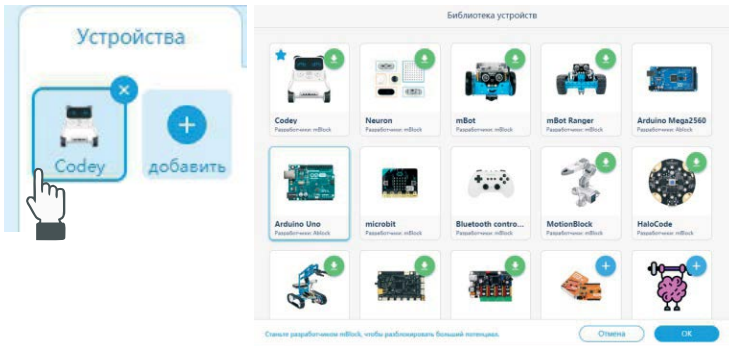 Устройства
Codey
добавить
Библиотека устройств
Codey
Разработчики: mBlock
Neuron
Разработчики: mBlock
mBot
Разработчики: mBlock
mBot Ranger
Разработчики: mBlock
Arduino Mega2560
Разработчики: Ablock
Arduino Uno
Разработчики: Ablock
microbit
Разработчики: mBlock
Bluetooth contro...
Разработчики: mBlock
MotionBlock
Разработчики: mBlock
HaloCode
Разработчики: mBlock
Станьте разработчиком mBlock, чтобы разблокировать больший потенциал.
Отмена
OK